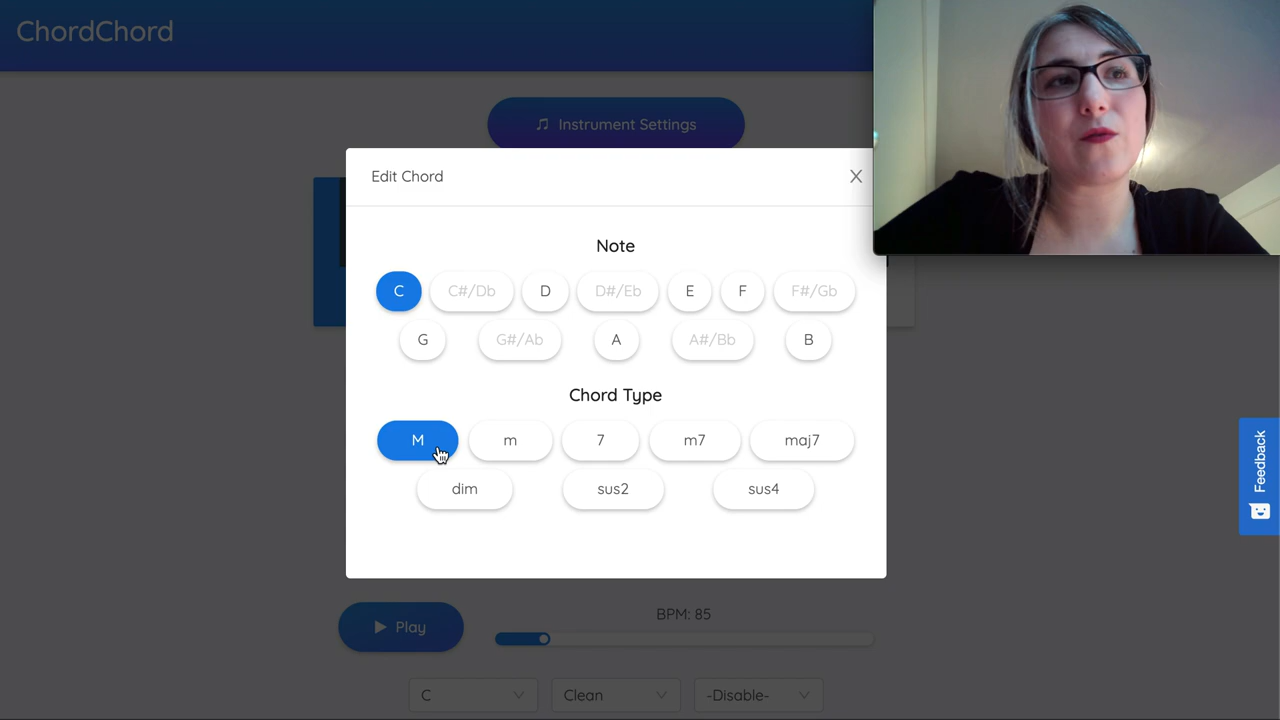 ChordChord
Instrument Settings
Edit Chord
Note
C C#/Db D D#/Eb E F F#/Gb
G G#/Ab A A#/Bb B
Chord Type
M m 7 m7 maj7
dim sus2 sus4
Feedback
Play
BPM: 85
C Clean -Disable-